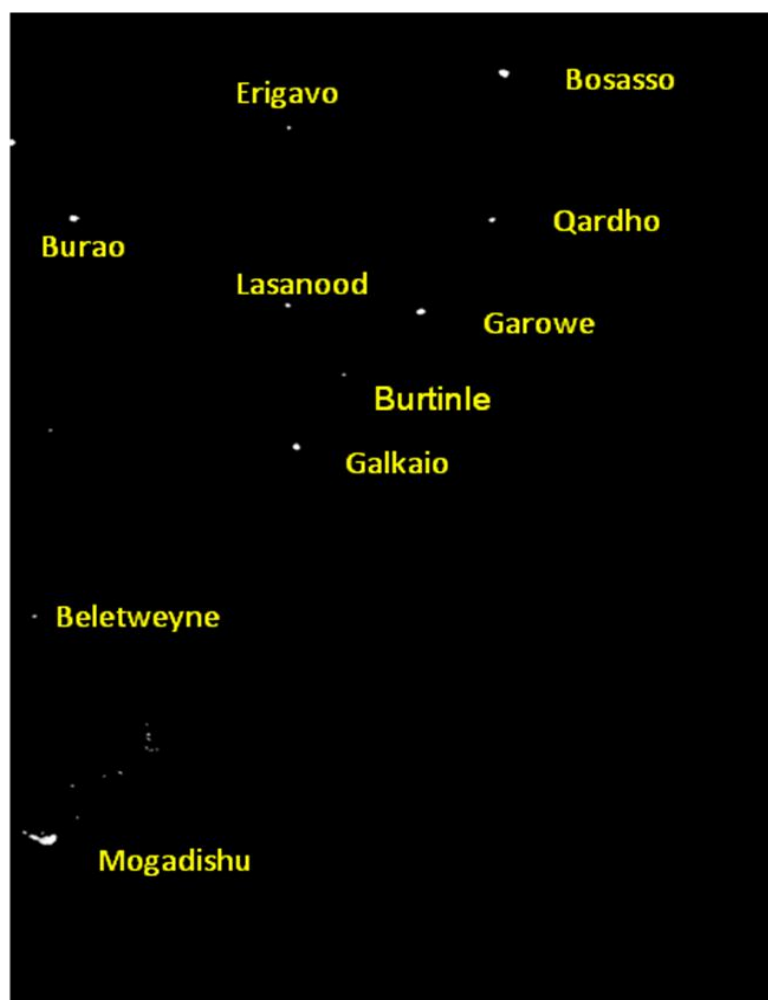 Bosasso
Erigavo
Qardho
Burao
Lasanood
Garowe
Burtinle
Galkaio
Beletweyne
Mogadishu